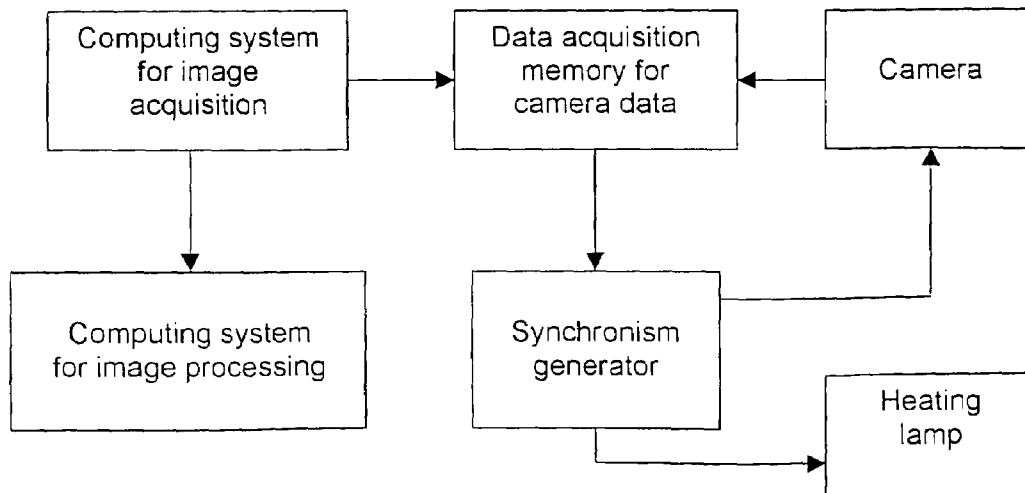 Computing system
for image
acquisition
Data acquisition
memory for
camera data
Camera
Computing system
for image processing
Synchronism
generator
Heating
lamp